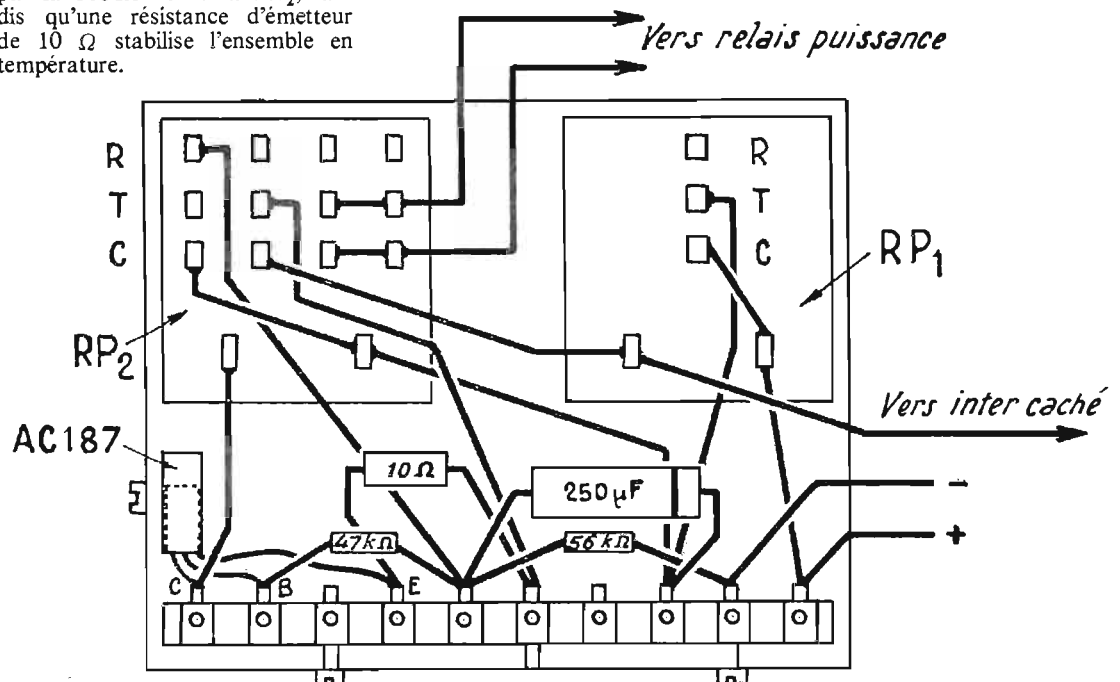 dis qu'une résistance d'émetteur
de 10 Ω stabilise l'ensemble en
température.
Vers relais puissance
R
T
C
R
T
C
RP1
RP2
Vers inter caché
AC187
10Ω
250µF
47kΩ
56kΩ
-
+
C
B
E